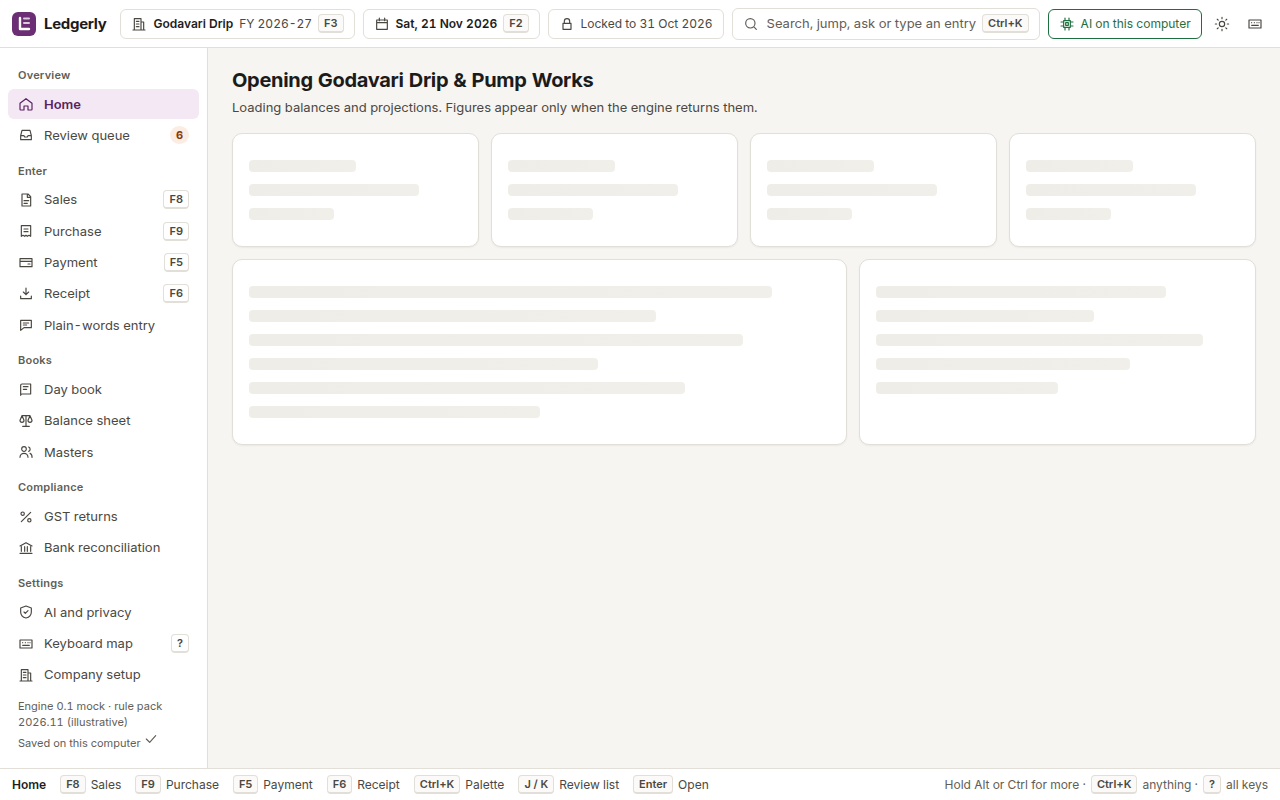 Ledgerly
Godavari Drip FY 2026-27 F3
Sat, 21 Nov 2026 F2
Locked to 31 Oct 2026
Search, jump, ask or type an entry Ctrl+K
AI on this computer
Overview
Home
Review queue 6
Enter
Sales F8
Purchase F9
Payment F5
Receipt F6
Plain-words entry
Books
Day book
Balance sheet
Masters
Compliance
GST returns
Bank reconciliation
Settings
AI and privacy
Keyboard map ?
Company setup
Engine 0.1 mock · rule pack
2026.11 (illustrative)
Saved on this computer
Opening Godavari Drip & Pump Works
Loading balances and projections. Figures appear only when the engine returns them.
Home F8 Sales F9 Purchase F5 Payment F6 Receipt Ctrl+K Palette J / K Review list Enter Open
Hold Alt or Ctrl for more · Ctrl+K anything · ? all keys